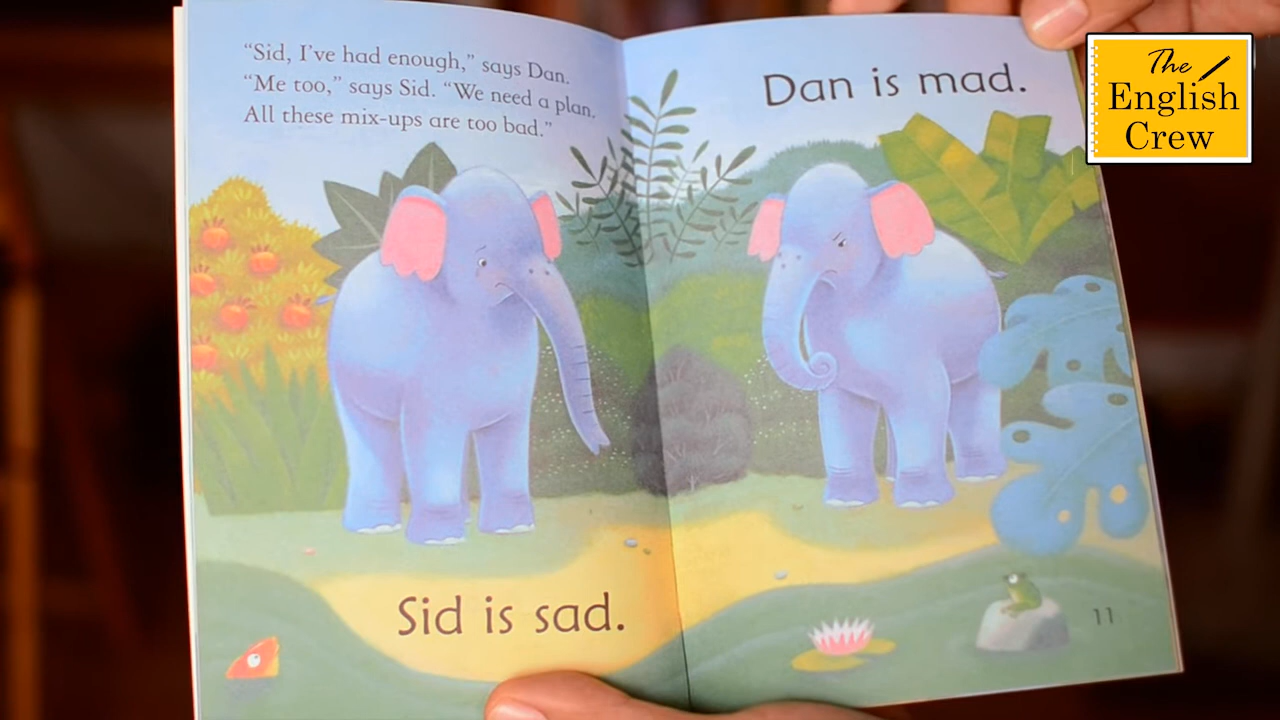 “Sid, I’ve had enough,” says Dan.
“Me too,” says Sid. “We need a plan.
All these mix-ups are too bad.”
Sid is sad.
Dan is mad.
11
The
English
Crew